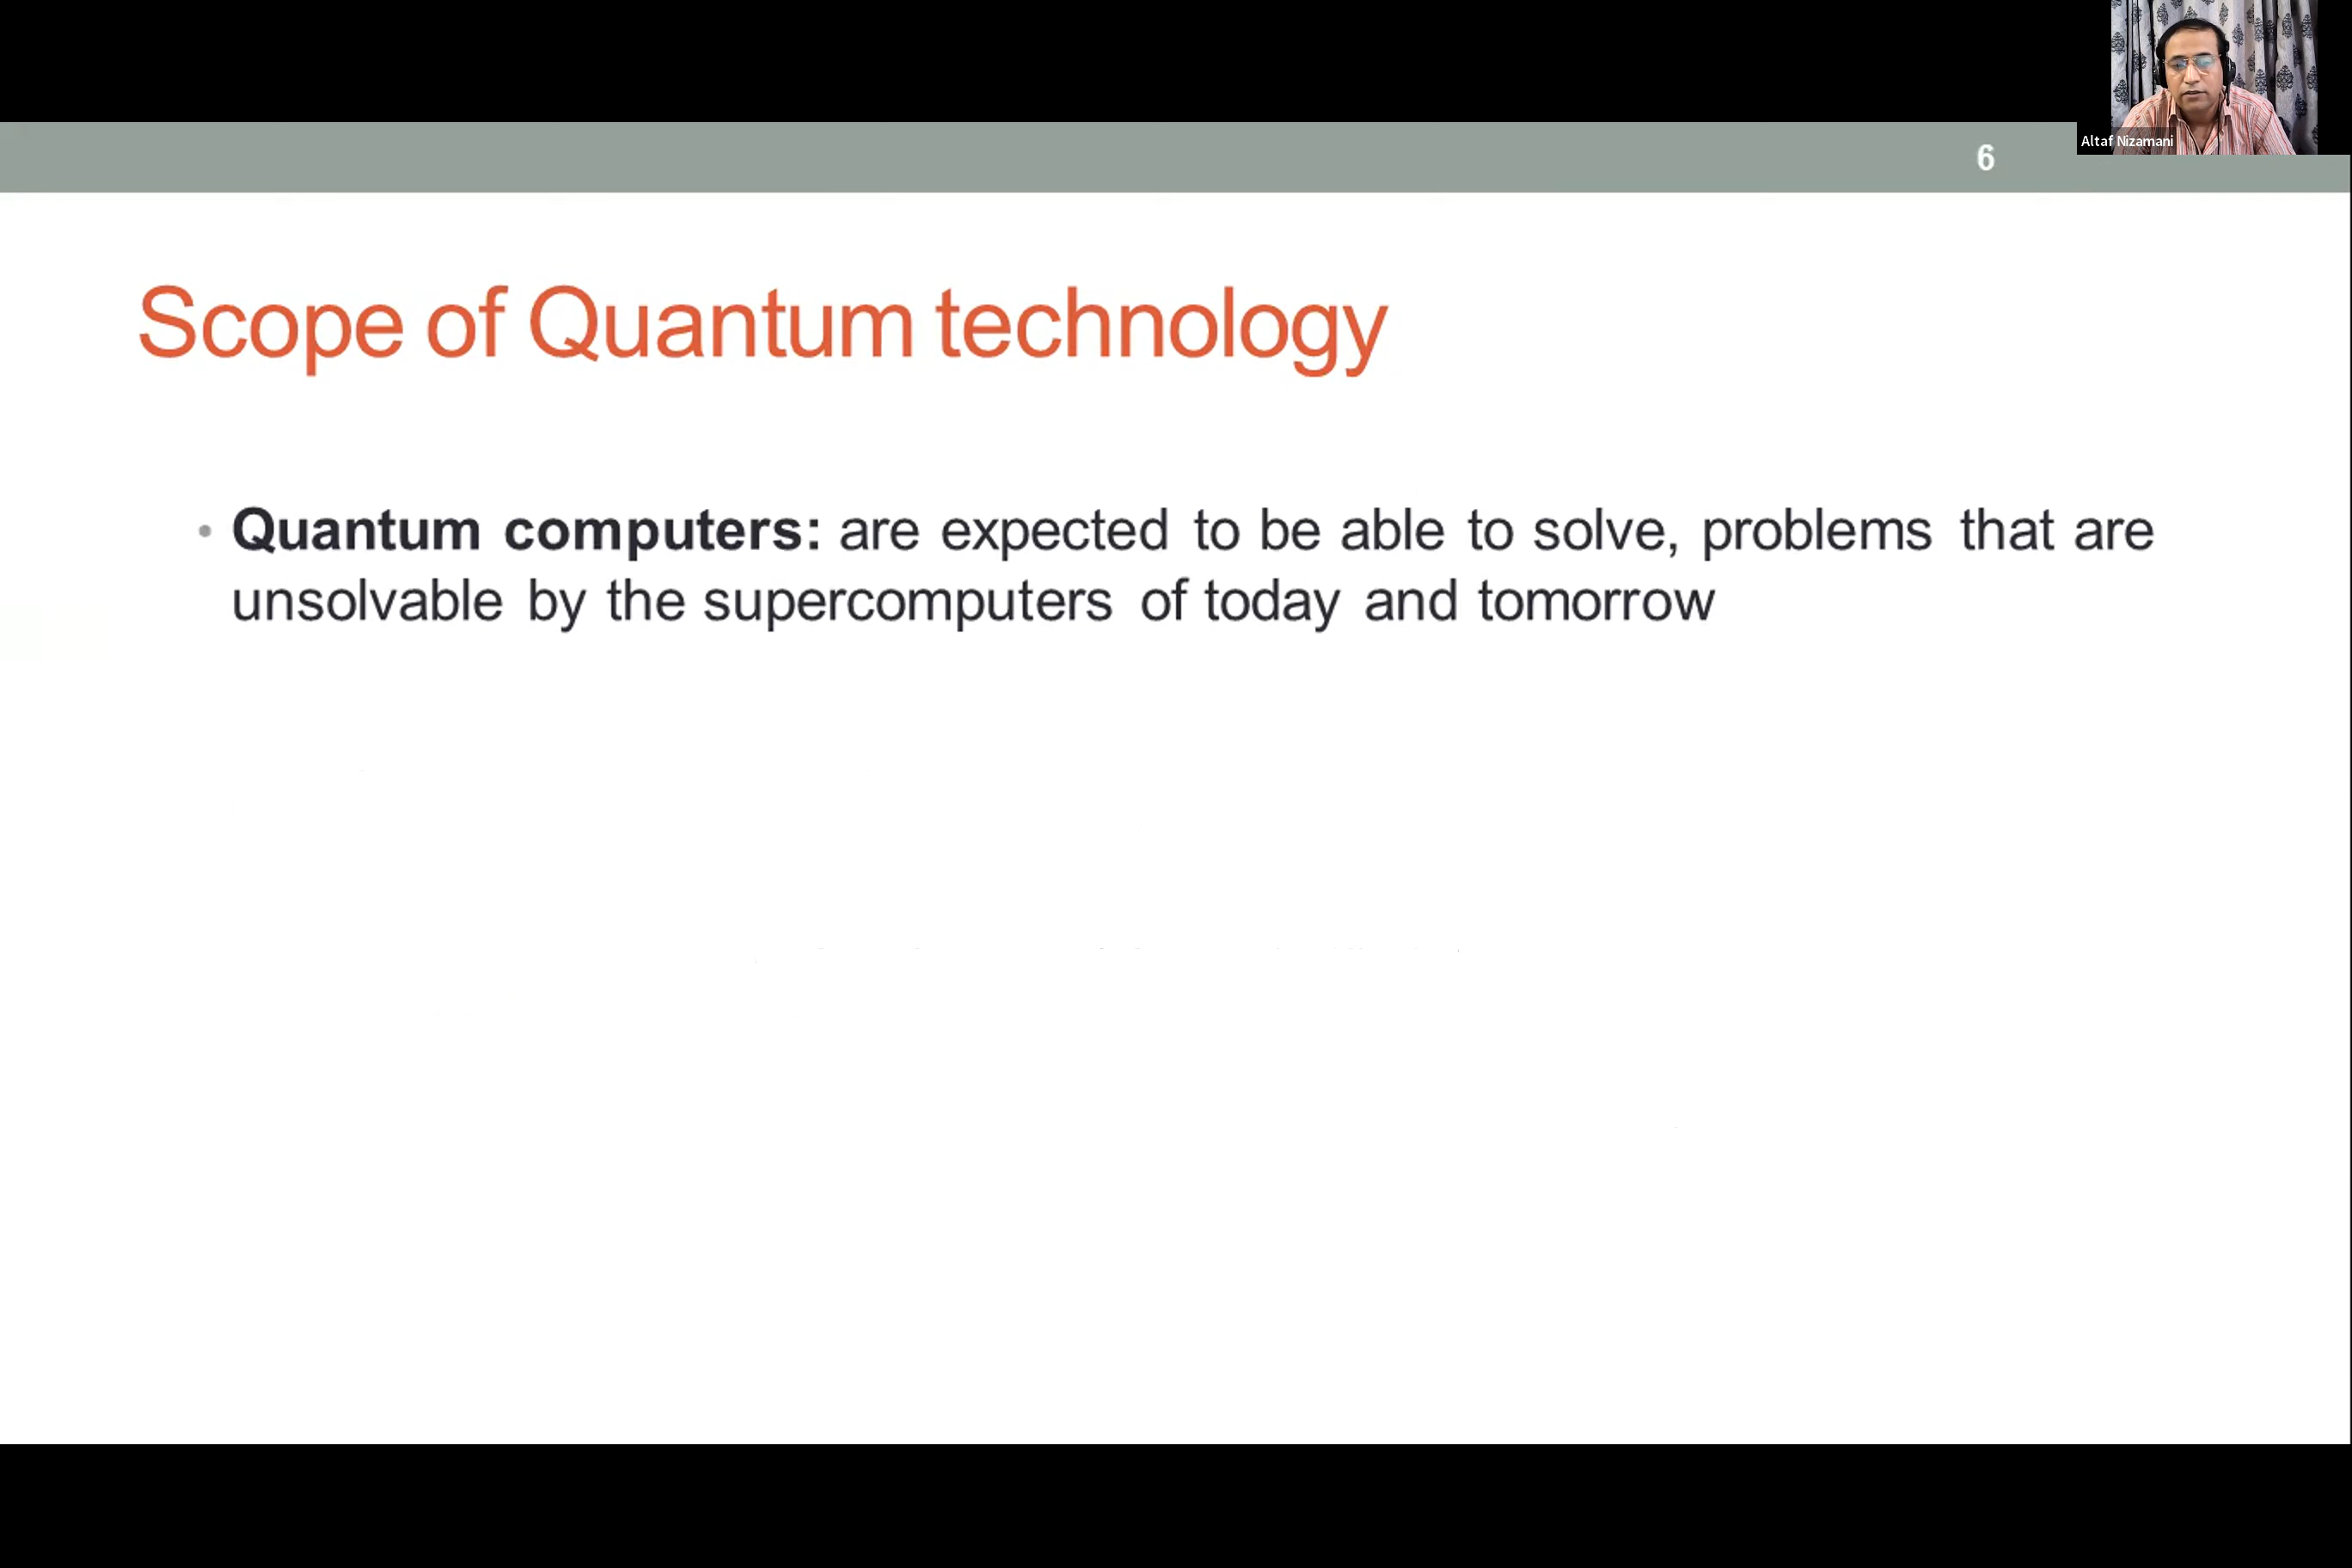 Altaf Nizamani
6
Scope of Quantum technology
• Quantum computers: are expected to be able to solve, problems that are
unsolvable by the supercomputers of today and tomorrow